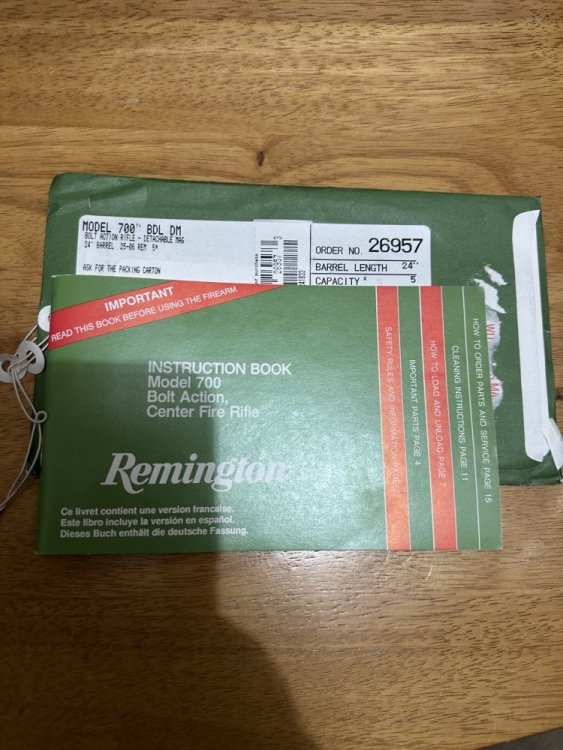 MODEL 700™ BDL DM
BOLT ACTION RIFLE - DETACHABLE MAG
24" BARREL 25-06 REM 5*
ASK FOR THE PACKING CARTON
26957
ORDER NO. 26957
BARREL LENGTH 24"
CAPACITY * 5
IMPORTANT
READ THIS BOOK BEFORE USING THE FIREARM
INSTRUCTION BOOK
Model 700
Bolt Action,
Center Fire Rifle
Remington
Ce livret contient une version francaise.
Este libro incluye la versión en español.
Dieses Buch enthält die deutsche Fassung.
SAFETY RULES AND INFORMATION PAGE
IMPORTANT PARTS PAGE 4
HOW TO LOAD AND UNLOAD PAGE 7
CLEANING INSTRUCTIONS PAGE 11
HOW TO ORDER PARTS AND SERVICE PAGE 15